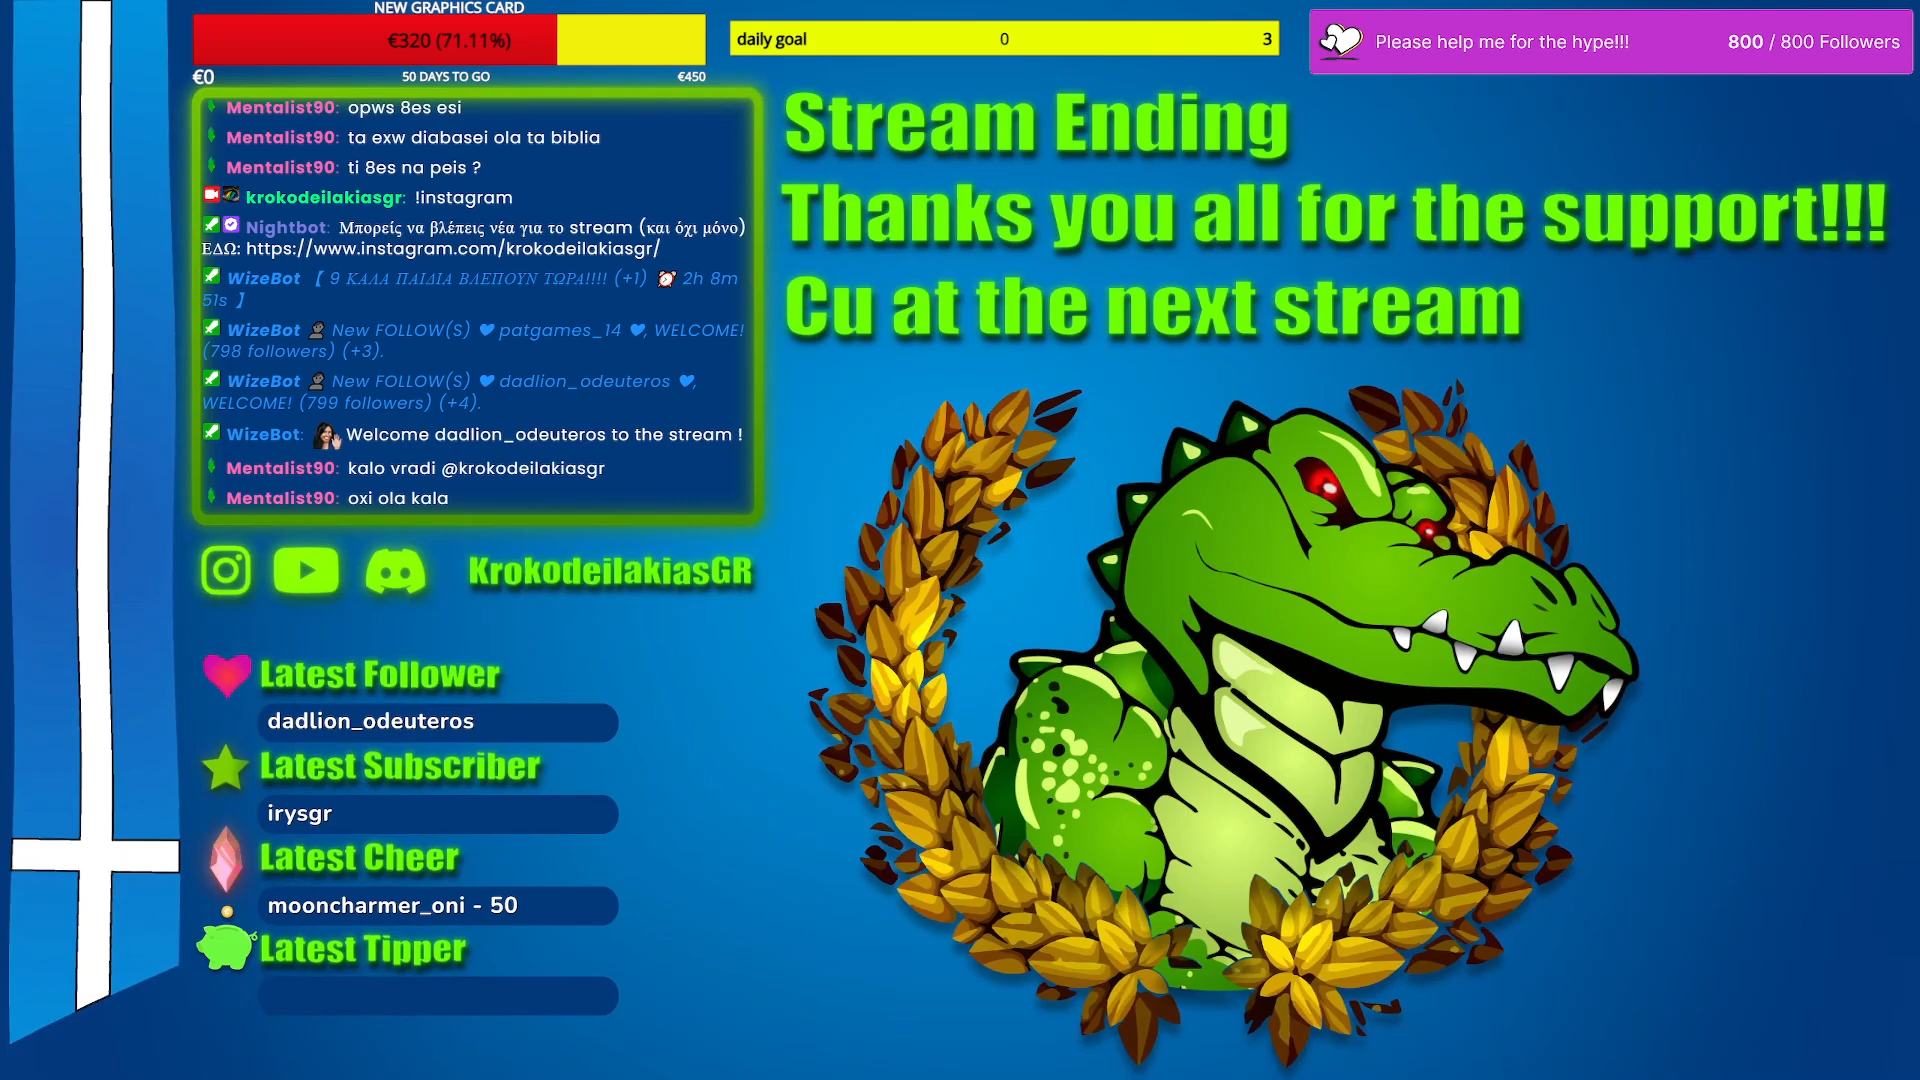 NEW GRAPHICS CARD
€320 (71.11%)
€0
50 DAYS TO GO
€450
daily goal
0
3
Please help me for the hype!!!
800 / 800 Followers
Mentalist90: opws 8es esi
Mentalist90: ta exw diabasei ola ta biblia
Mentalist90: ti 8es na peis ?
krokodeilakiasgr: !instagram
Nightbot: Μπορείς να βλέπεις νέα για το stream (και όχι μόνο)
ΕΔΩ: https://www.instagram.com/krokodeilakiasgr/
WizeBot 【 9 ΚΑΛΑ ΠΑΙΔΙΑ ΒΛΕΠΟΥΝ ΤΩΡΑ!!!! (+1) ⏰ 2h 8m
51s 】
WizeBot New FOLLOW(S) ♥ patgames_14 ♥, WELCOME!
(798 followers) (+3).
WizeBot New FOLLOW(S) ♥ dadlion_odeuteros ♥,
WELCOME! (799 followers) (+4).
WizeBot: Welcome dadlion_odeuteros to the stream !
Mentalist90: kalo vradi @krokodeilakiasgr
Mentalist90: oxi ola kala
Stream Ending
Thanks you all for the support!!!
Cu at the next stream
KrokodeilakiasGR
Latest Follower
dadlion_odeuteros
Latest Subscriber
irysgr
Latest Cheer
mooncharmer_oni - 50
Latest Tipper